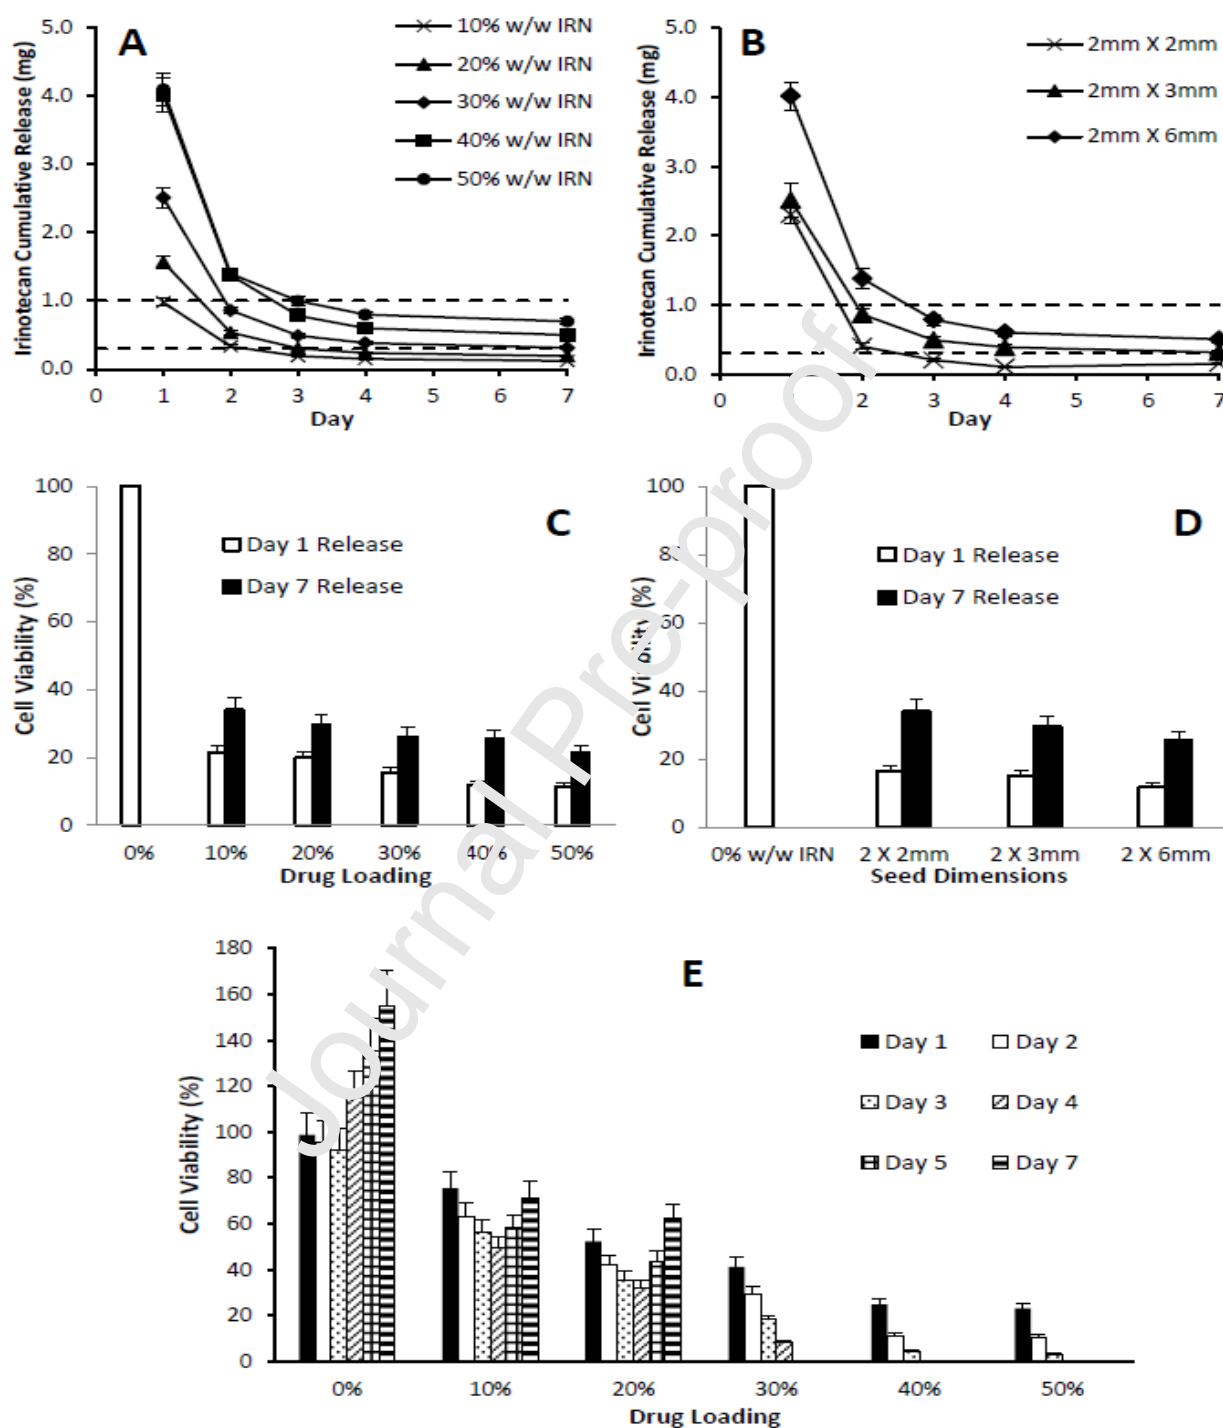 A
5.0
4.0
3.0
2.0
1.0
0.0
0 1 2 3 4 5 6 7
Day
Irinotecan Cumulative Release (mg)
10% w/w IRN
20% w/w IRN
30% w/w IRN
40% w/w IRN
50% w/w IRN
B
5.0
4.0
3.0
2.0
1.0
0.0
0 2 3 4 5 6 7
Day
Irinotecan Cumulative Release (mg)
2mm X 2mm
2mm X 3mm
2mm X 6mm
C
100
80
60
40
20
0
0% 10% 20% 30% 40% 50%
Drug Loading
Cell Viability (%)
Day 1 Release
Day 7 Release
D
100
80
60
40
20
0
0% w/w IRN 2 X 2mm 2 X 3mm 2 X 6mm
Seed Dimensions
Cell Viability (%)
Day 1 Release
Day 7 Release
E
180
160
140
120
100
80
60
40
20
0
0% 10% 20% 30% 40% 50%
Drug Loading
Cell Viability (%)
Day 1 Day 2
Day 3 Day 4
Day 5 Day 7
Journal Pre-proof